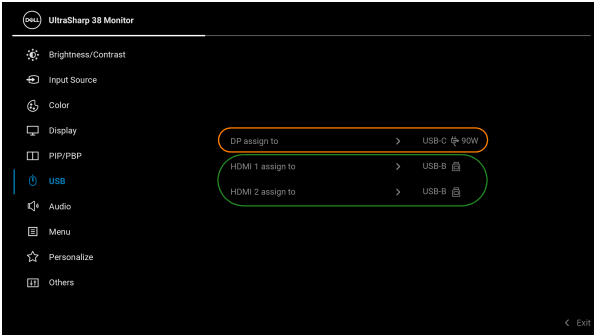 DELL UltraSharp 38 Monitor
Brightness/Contrast
Input Source
Color
Display
PIP/PBP
USB
Audio
Menu
Personalize
Others
DP assign to > USB-C 90W
HDMI 1 assign to > USB-B
HDMI 2 assign to > USB-B
< Exit